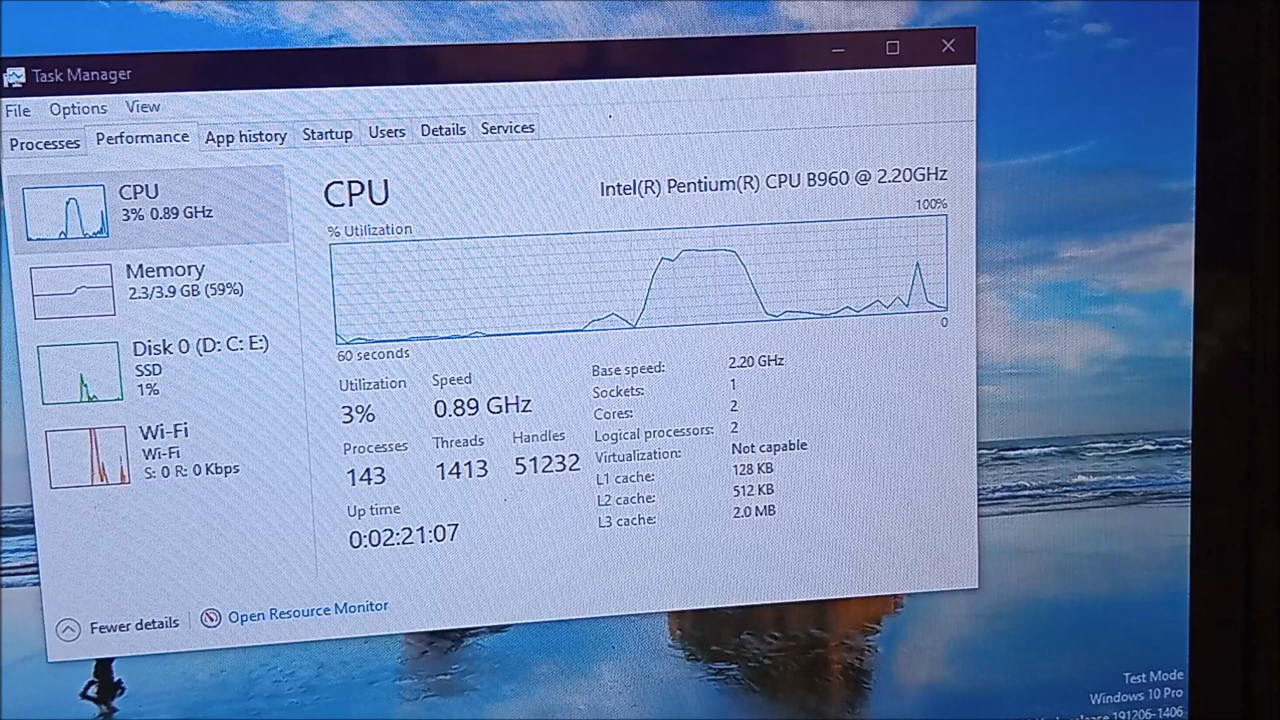 Task Manager
File Options View
Processes Performance App history Startup Users Details Services
CPU
3% 0.89 GHz
Memory
2.3/3.9 GB (59%)
Disk 0 (D: C: E:)
SSD
1%
Wi-Fi
Wi-Fi
S: 0 R: 0 Kbps
CPU Intel(R) Pentium(R) CPU B960 @ 2.20GHz
% Utilization 100%
60 seconds 0
Utilization Speed
3% 0.89 GHz
Processes Threads Handles
143 1413 51232
Up time
0:02:21:07
Base speed: 2.20 GHz
Sockets: 1
Cores: 2
Logical processors: 2
Virtualization: Not capable
L1 cache: 128 KB
L2 cache: 512 KB
L3 cache: 2.0 MB
Fewer details Open Resource Monitor
Test Mode
Windows 10 Pro
release 191206-1406